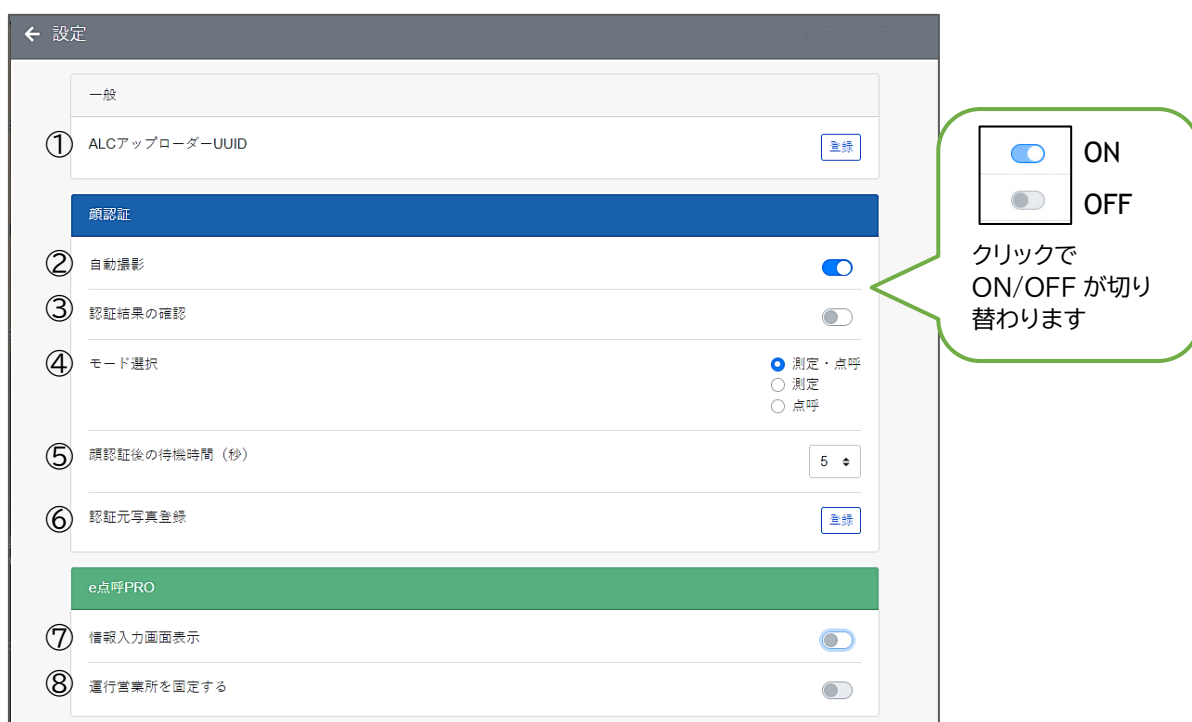 ← 設定
一般
① ALCアップローダーUUID 登録
顔認証
② 自動撮影
③ 認証結果の確認
④ モード選択 測定・点呼
測定
点呼
⑤ 顔認証後の待機時間（秒） 5
⑥ 認証元写真登録 登録
e点呼PRO
⑦ 情報入力画面表示
⑧ 運行営業所を固定する
ON
OFF
クリックで
ON/OFF が切り
替わります